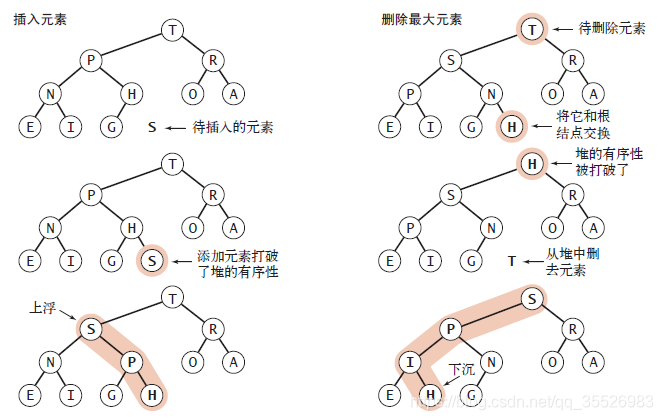 插入元素
T
P
R
N
H
O
A
E
I
G
S
待插入的元素
T
P
R
N
H
O
A
E
I
G
S
添加元素打破
了堆的有序性
上浮
T
S
R
N
P
O
A
E
I
G
H
删除最大元素
T
待删除元素
S
R
P
N
O
A
E
I
G
H
将它和根
结点交换
H
堆的有序性
被打破了
S
R
P
N
O
A
E
I
G
T
从堆中删
去元素
S
P
R
I
N
O
A
下沉
E
H
G
https://blog.csdn.net/qq_35526983